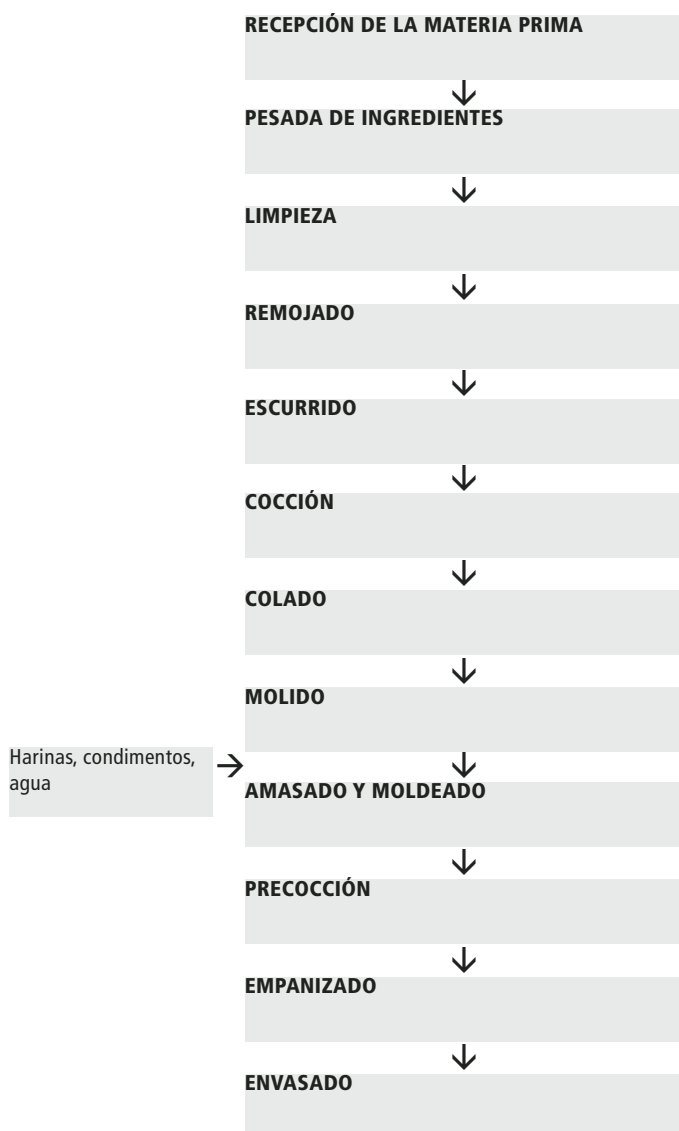 RECEPCIÓN DE LA MATERIA PRIMA
PESADA DE INGREDIENTES
LIMPIEZA
REMOJADO
ESCURRIDO
COCCIÓN
COLADO
MOLIDO
Harinas, condimentos,
agua
AMASADO Y MOLDEADO
PRECOCCIÓN
EMPANIZADO
ENVASADO